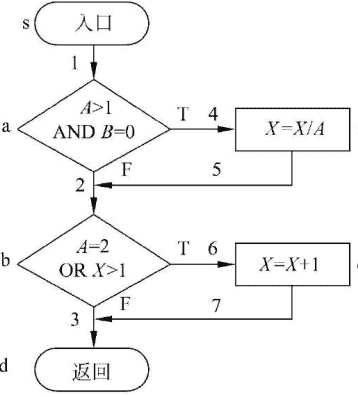 s 入口
1
a A>1 AND B=0 T 4 X=X/A
F 5
2
b A=2 OR X>1 T 6 X=X+1
F
3 7
d 返回